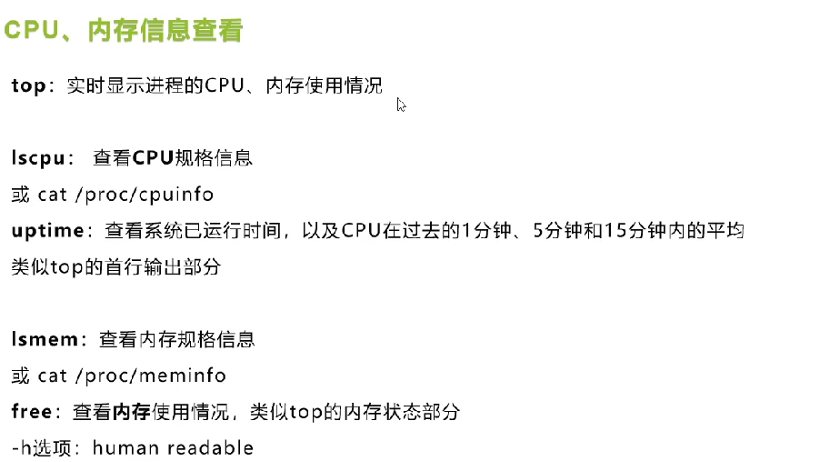 CPU、内存信息查看
top：实时显示进程的CPU、内存使用情况
lscpu： 查看CPU规格信息
或 cat /proc/cpuinfo
uptime：查看系统已运行时间，以及CPU在过去的1分钟、5分钟和15分钟内的平均
类似top的首行输出部分
lsmem：查看内存规格信息
或 cat /proc/meminfo
free：查看内存使用情况，类似top的内存状态部分
-h选项：human readable